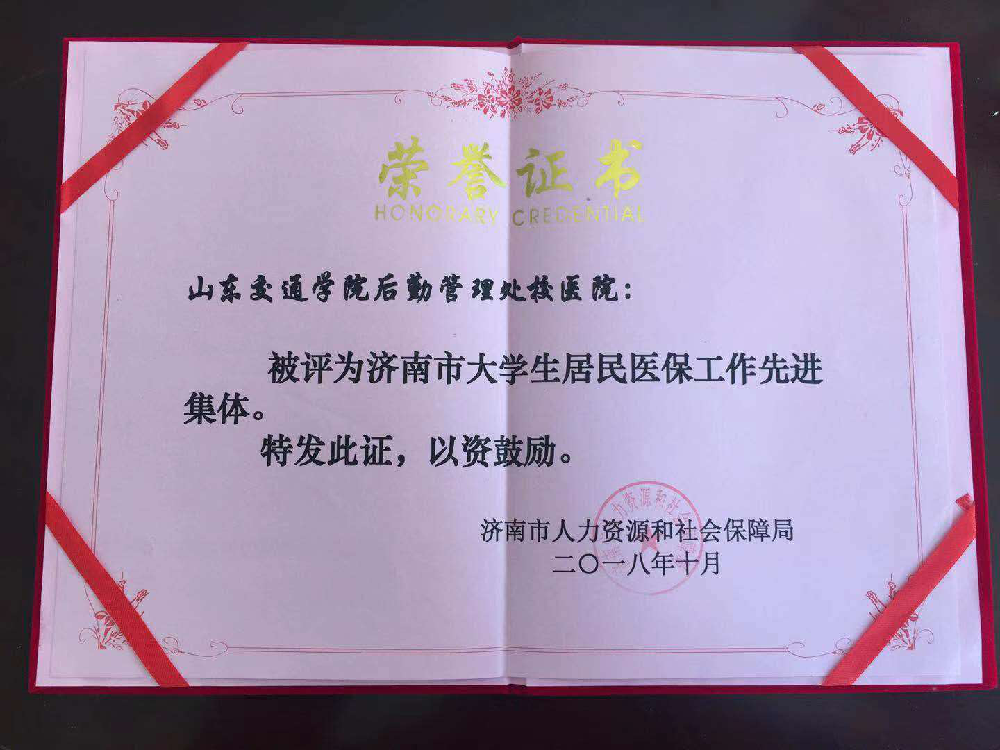 荣誉证书
HONORARY CREDENTIAL
山东交通学院后勤管理处校医院：
被评为济南市大学生居民医保工作先进
集体。
特发此证，以资鼓励。
济南市人力资源和社会保障局
二〇一八年十月